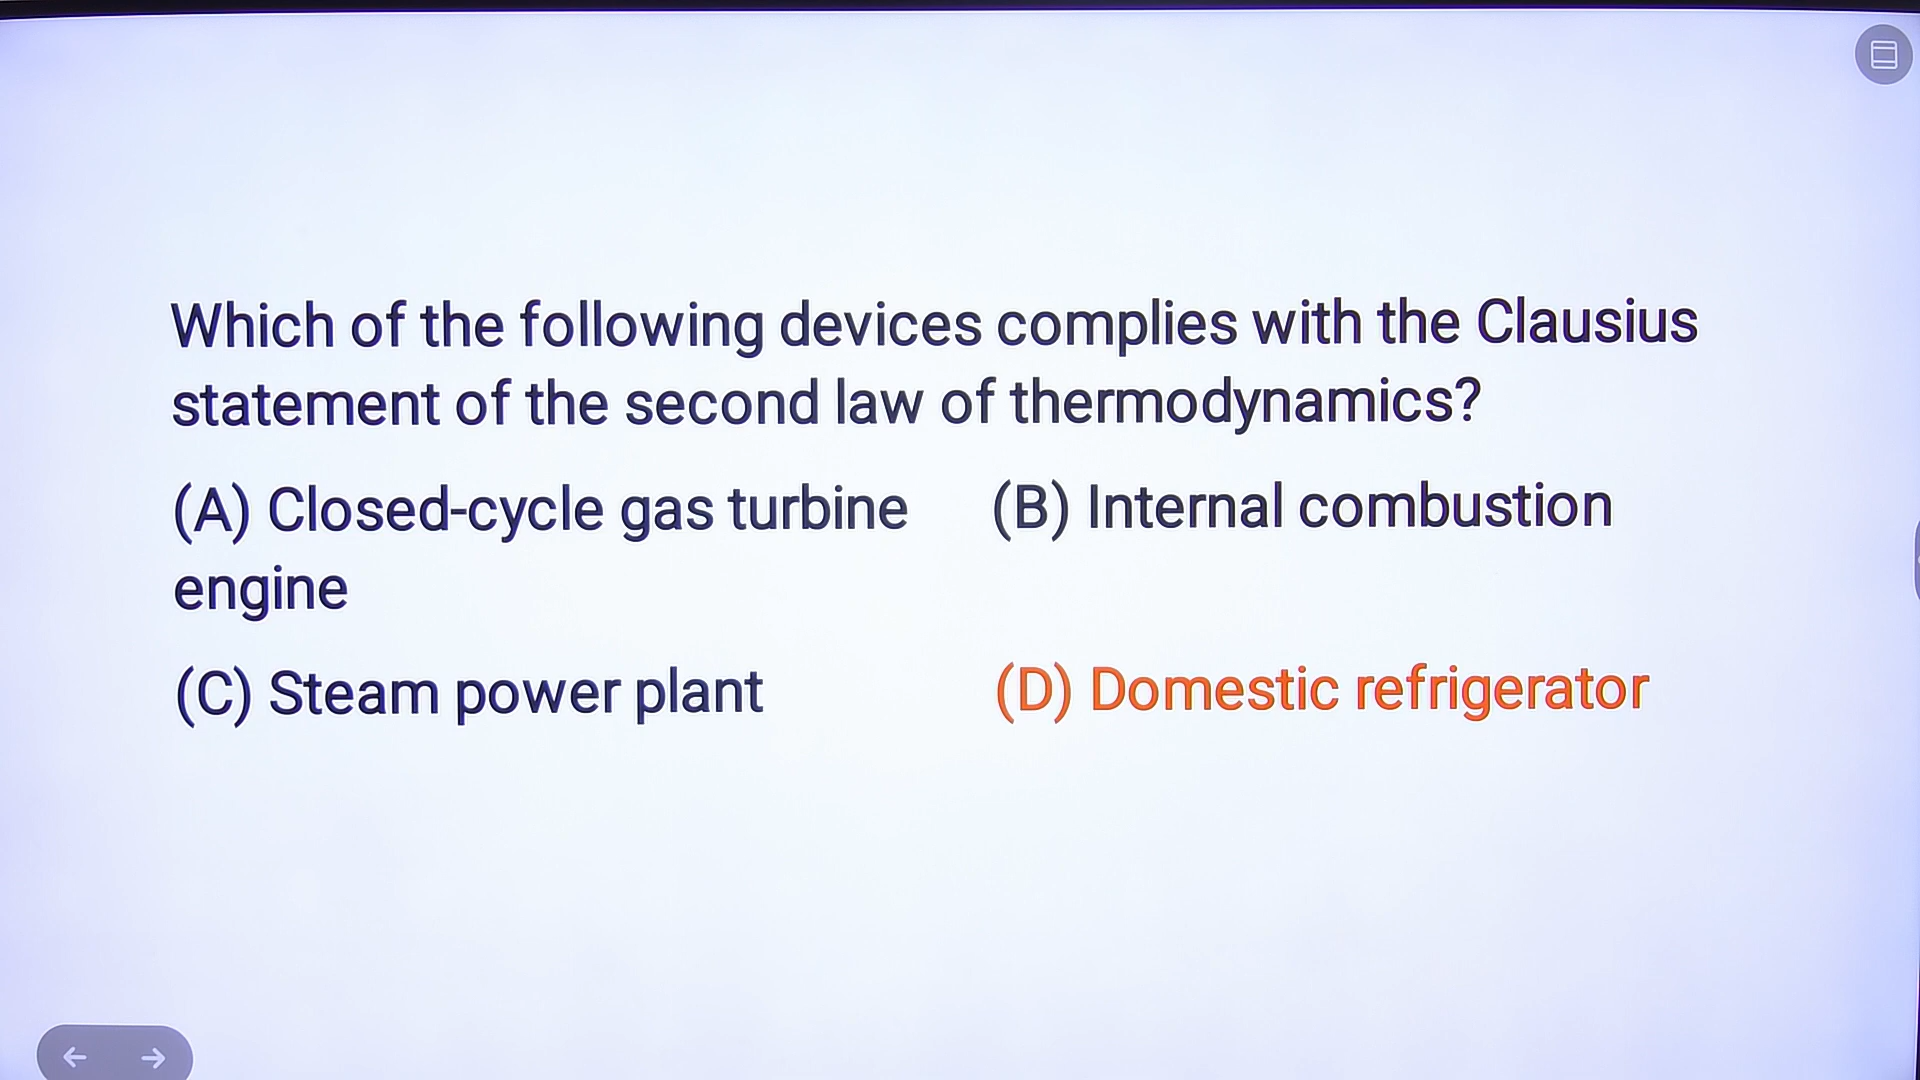 Which of the following devices complies with the Clausius
statement of the second law of thermodynamics?
(A) Closed-cycle gas turbine (B) Internal combustion
engine
(C) Steam power plant (D) Domestic refrigerator